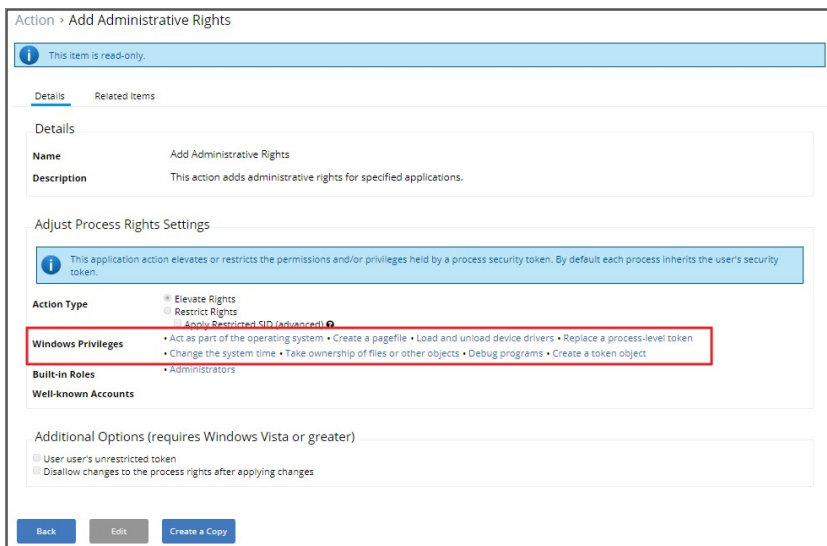 Action › Add Administrative Rights
This item is read-only.
Details Related Items
Details
Name Add Administrative Rights
Description This action adds administrative rights for specified applications.
Adjust Process Rights Settings
This application action elevates or restricts the permissions and/or privileges held by a process security token. By default each process inherits the user's security
token.
Action Type Elevate Rights
Restrict Rights
Apply Restricted SID (advanced)
Windows Privileges • Act as part of the operating system • Create a pagefile • Load and unload device drivers • Replace a process-level token
• Change the system time • Take ownership of files or other objects • Debug programs • Create a token object
Built-in Roles • Administrators
Well-known Accounts
Additional Options (requires Windows Vista or greater)
User user's unrestricted token
Disallow changes to the process rights after applying changes
Back Edit Create a Copy